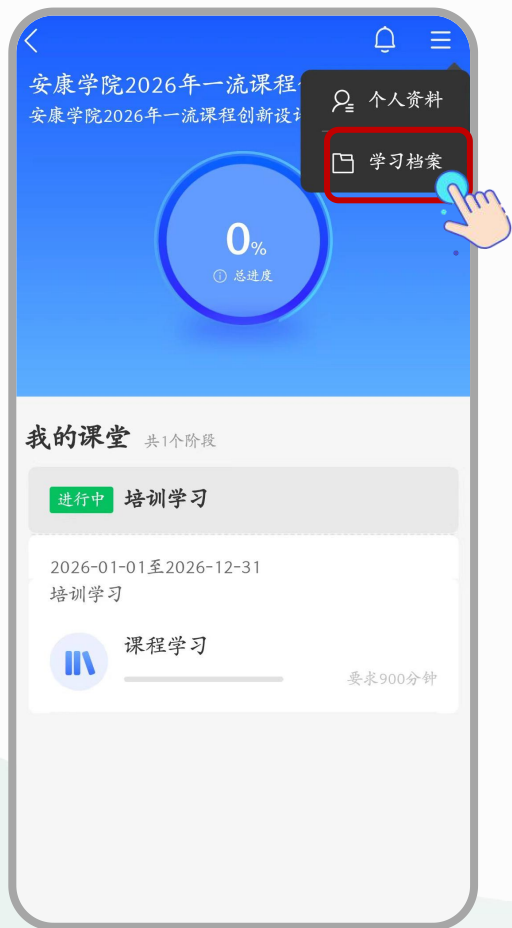 安康学院2026年一流课程
安康学院2026年一流课程创新设
个人资料
学习档案
0%
总进度
我的课堂 共1个阶段
进行中 培训学习
2026-01-01至2026-12-31
培训学习
课程学习
要求900分钟